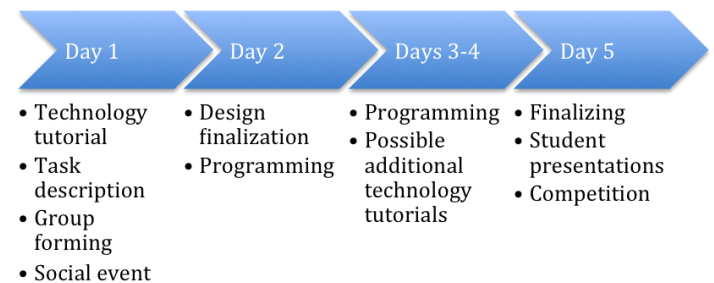 Day 1
Day 2
Days 3-4
Day 5
• Technology
tutorial
• Task
description
• Group
forming
• Social event
• Design
finalization
• Programming
• Programming
• Possible
additional
technology
tutorials
• Finalizing
• Student
presentations
• Competition